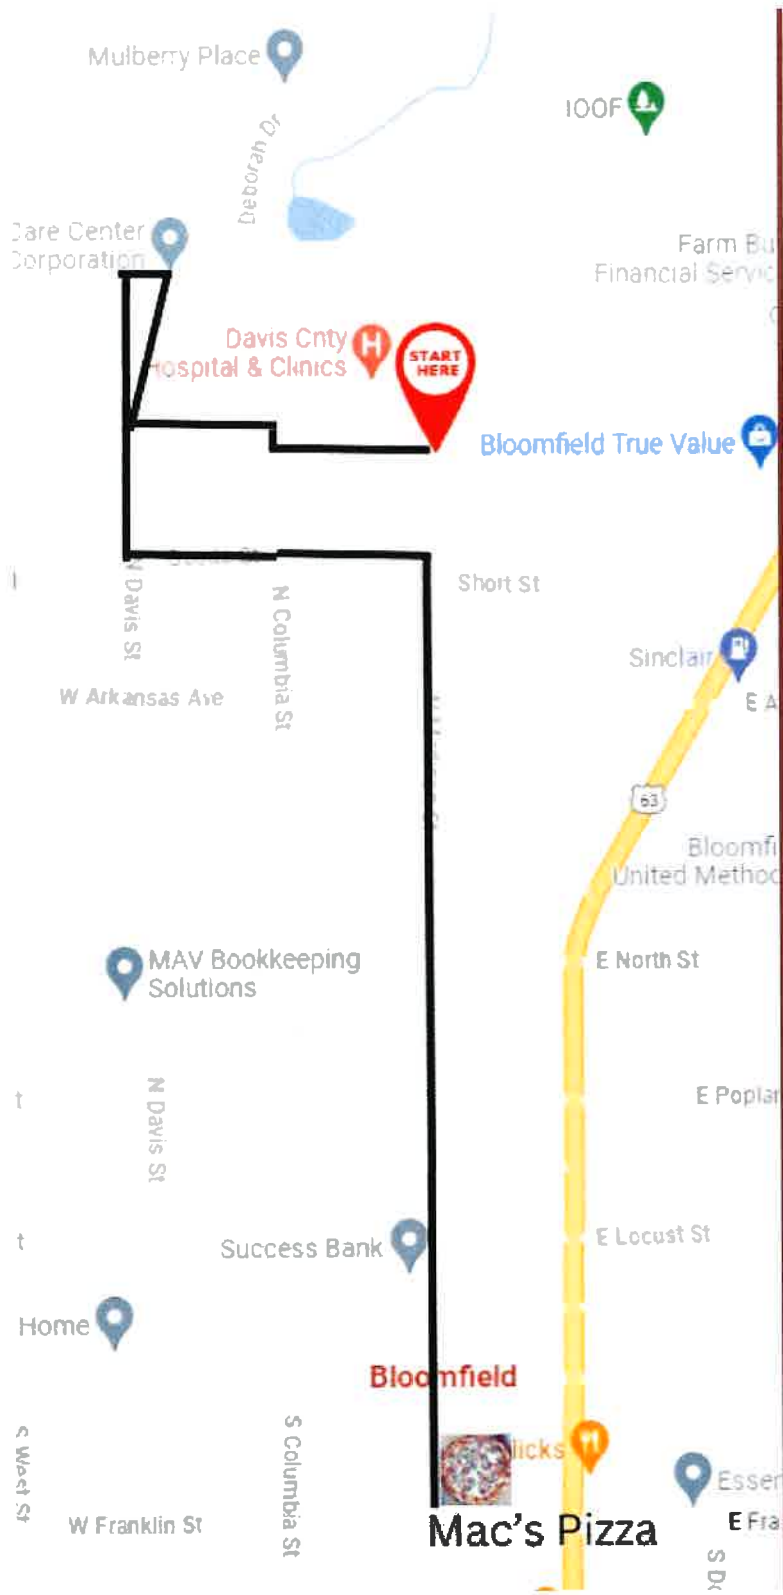 Mulberry Place
IOOF
Deborah Dr
Care Center
Corporation
Farm Bu
Financial Servic
Davis Cnty
Hospital & Clinics
H
START
HERE
Bloomfield True Value
N Davis St
N Columbia St
Short St
Sinclair
W Arkansas Ave
E A
63
Bloomfi
United Methoc
MAV Bookkeeping
Solutions
E North St
N Davis St
t
E Poplar
t
Success Bank
E Locust St
Home
Bloomfield
S West St
S Columbia St
licks
Essen
W Franklin St
Mac's Pizza
E Fra